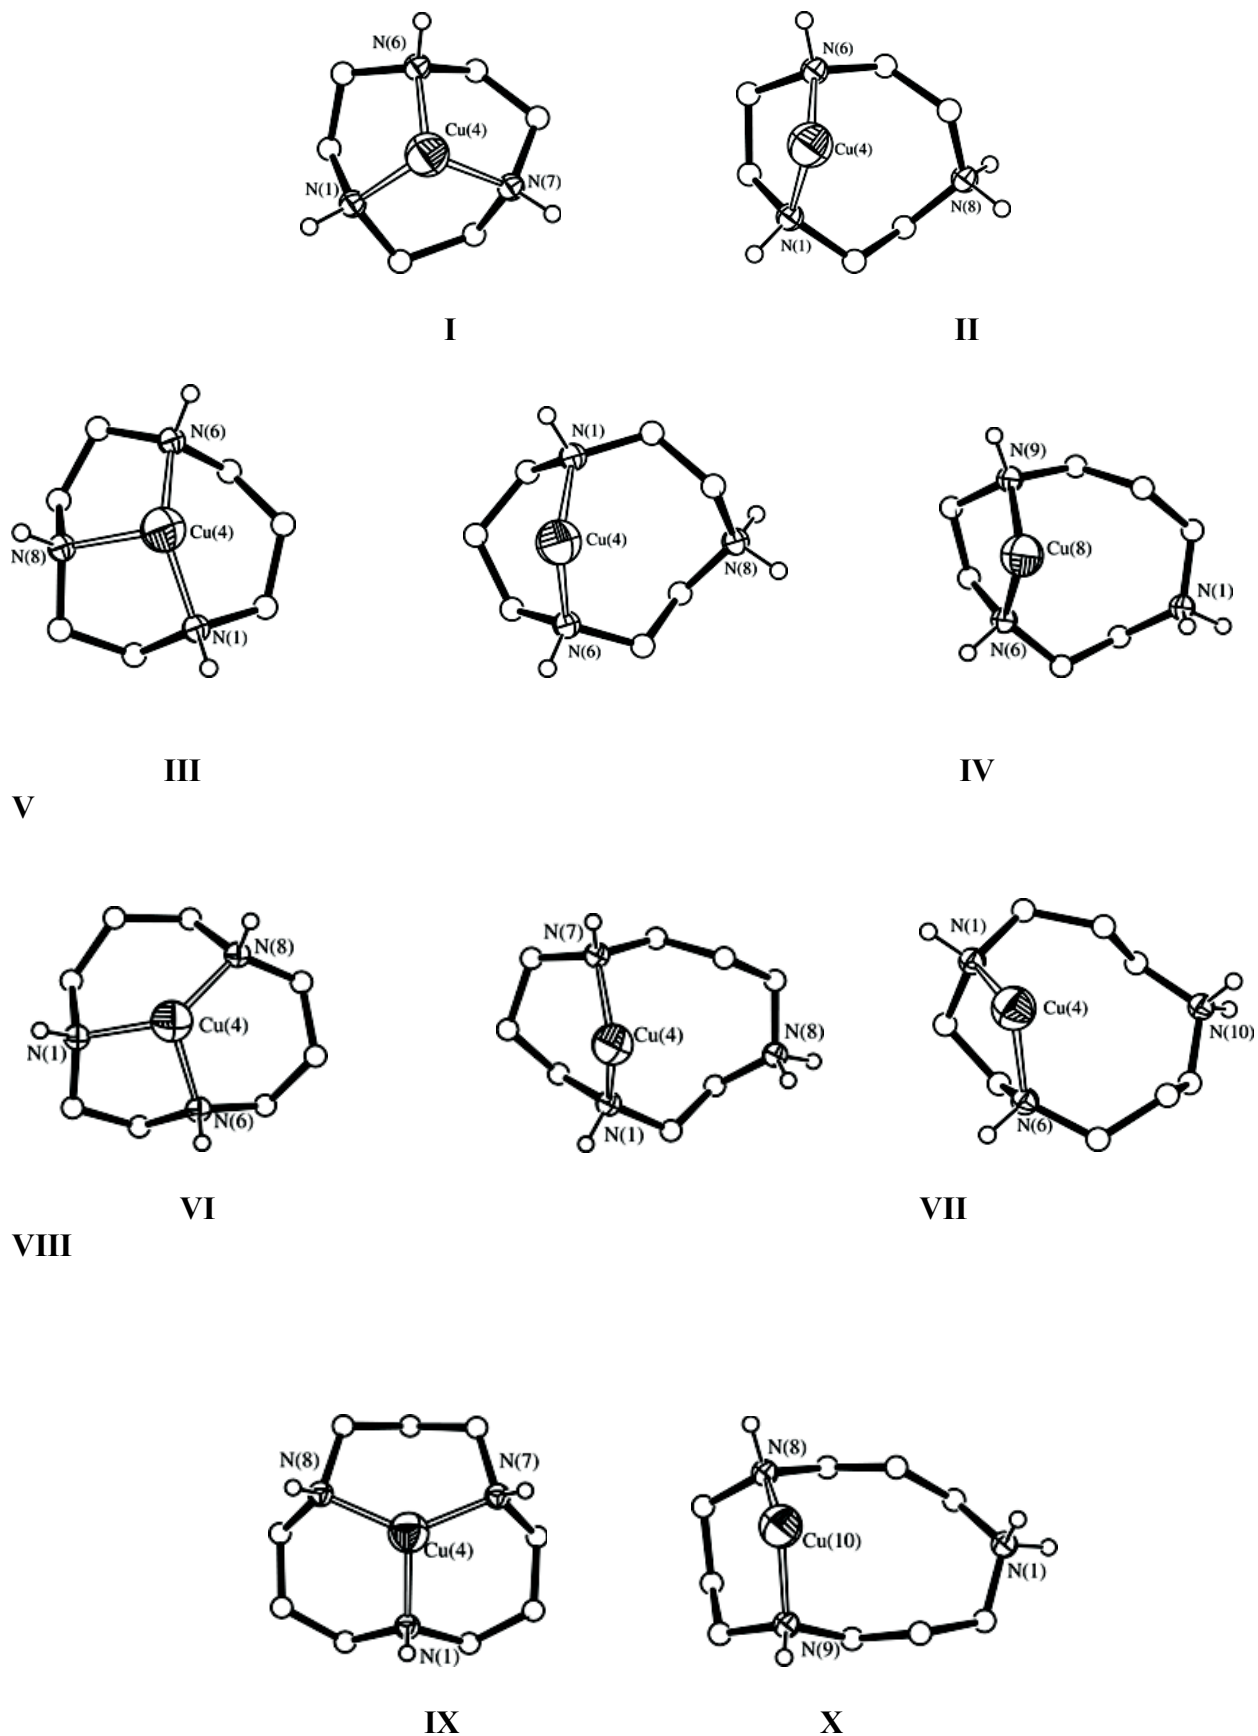 N(6)
Cu(4)
N(1)
N(7)
N(6)
Cu(4)
N(8)
N(1)
I II
N(6)
Cu(4)
N(8)
N(1)
N(1)
Cu(4)
N(8)
N(6)
N(9)
Cu(8)
N(1)
N(6)
III IV
V
N(8)
Cu(4)
N(1)
N(6)
N(7)
Cu(4)
N(8)
N(1)
N(1)
Cu(4)
N(10)
N(6)
VI VII
VIII
N(8)
N(7)
Cu(4)
N(1)
N(8)
Cu(10)
N(1)
N(9)
IX X